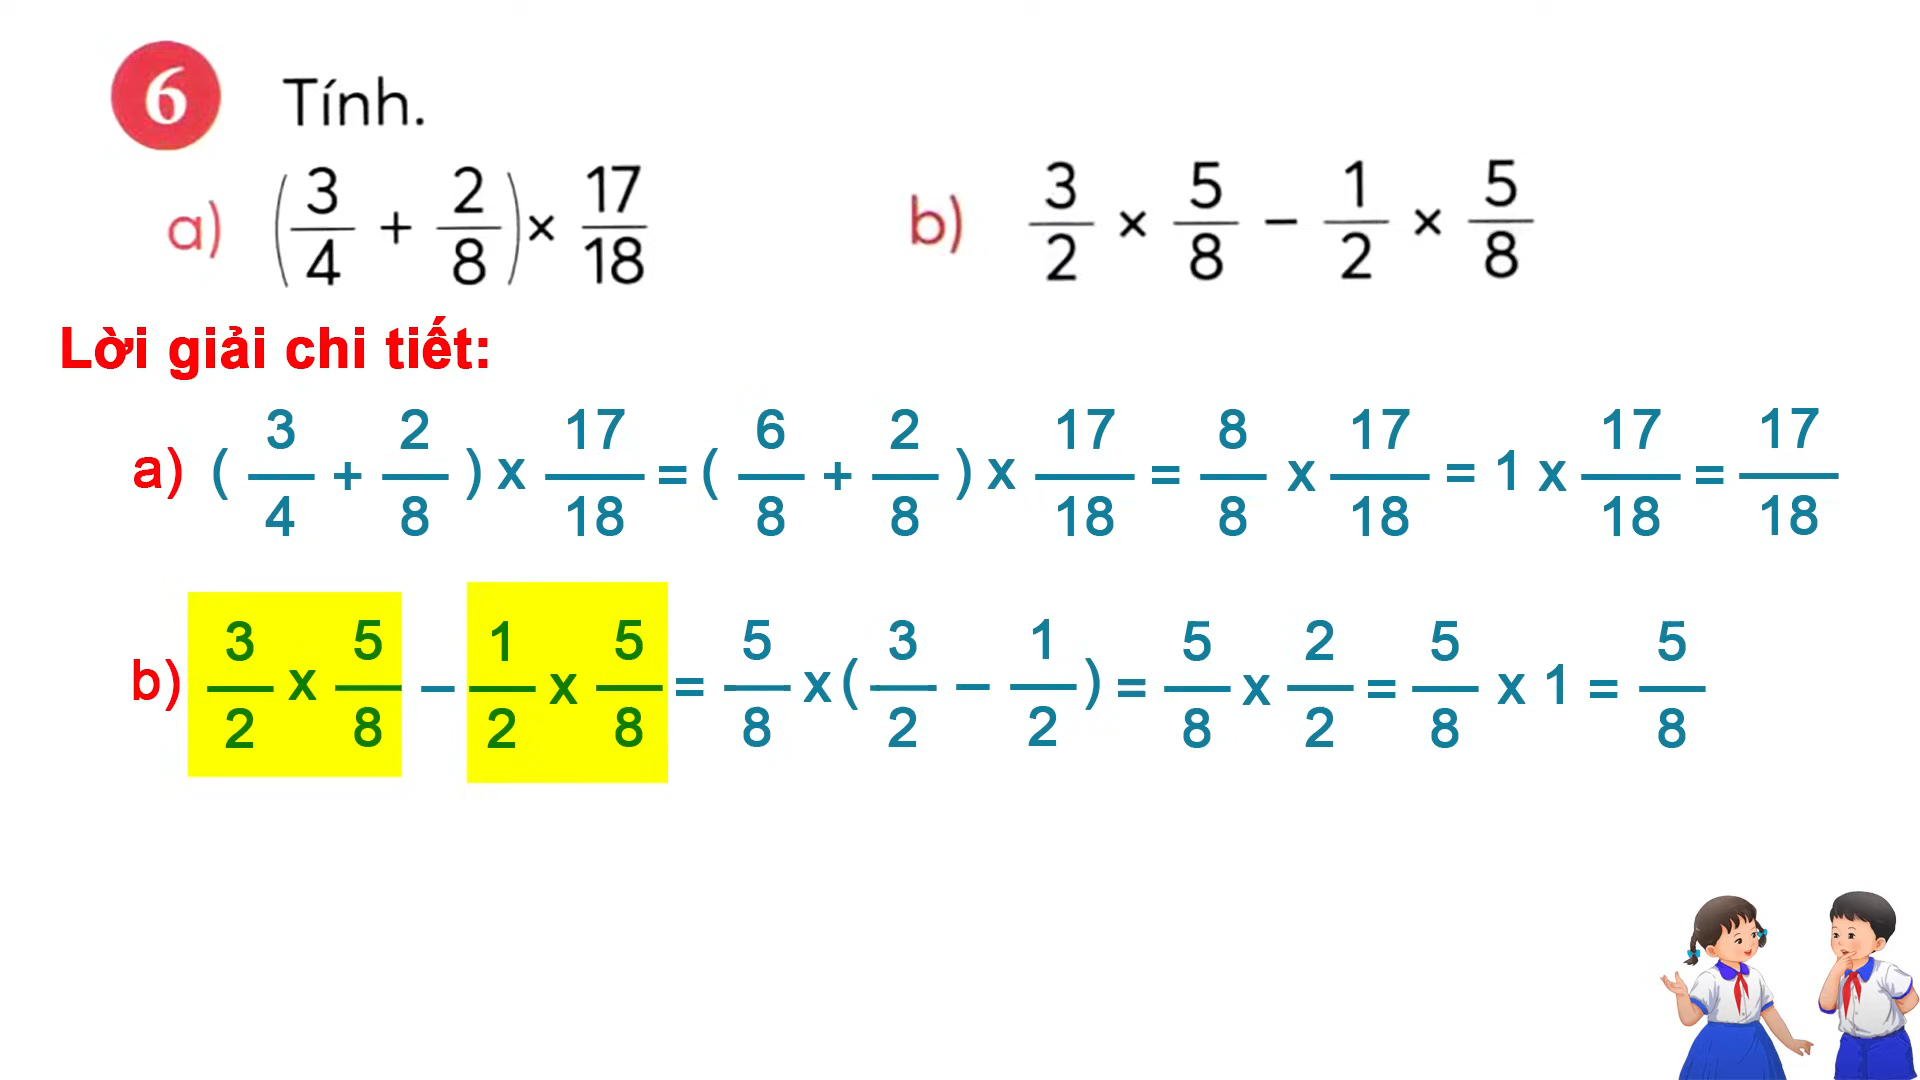 6 Tính.
a) (3/4 + 2/8) × 17/18
b) 3/2 × 5/8 − 1/2 × 5/8
Lời giải chi tiết:
a) ( 3/4 + 2/8 ) x 17/18 = ( 6/8 + 2/8 ) x 17/18 = 8/8 x 17/18 = 1 x 17/18 = 17/18
b) 3/2 x 5/8 – 1/2 x 5/8 = 5/8 x ( 3/2 – 1/2 ) = 5/8 x 2/2 = 5/8 x 1 = 5/8